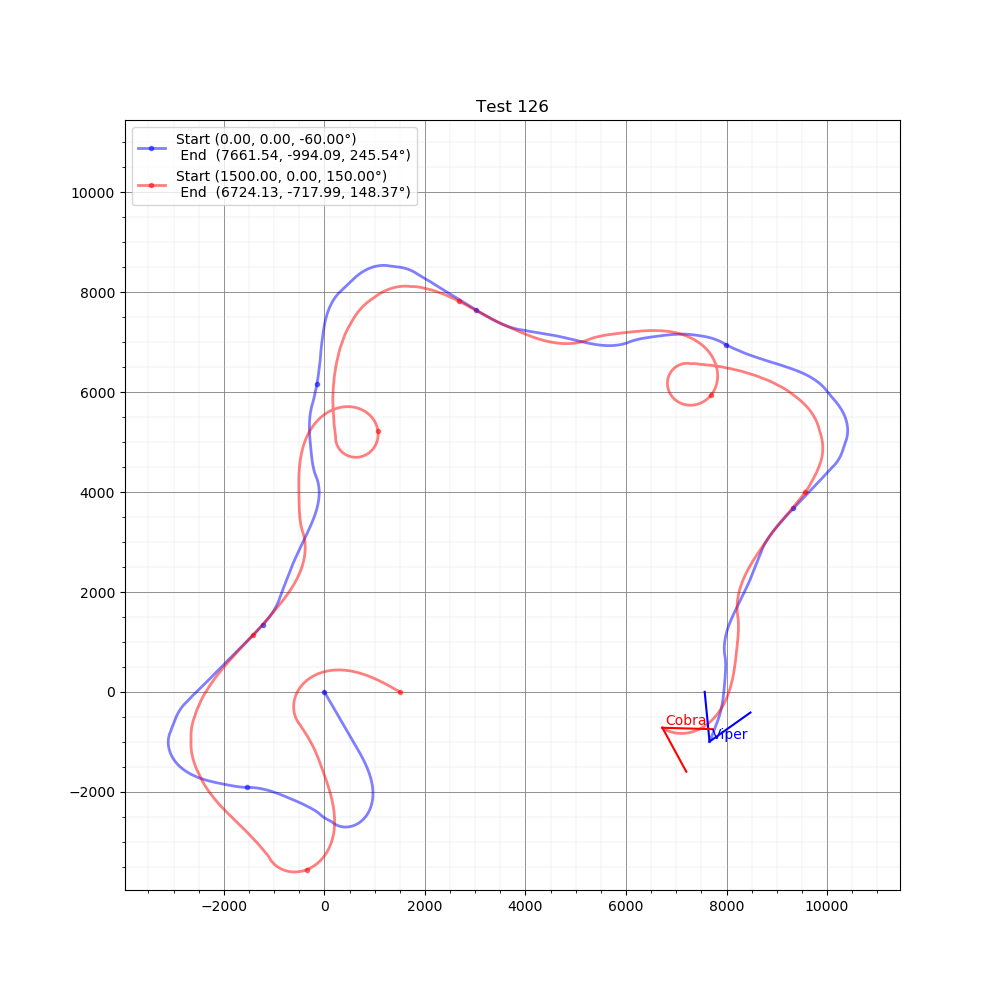 Test 126
Start (0.00, 0.00, -60.00°)
End (7661.54, -994.09, 245.54°)
Start (1500.00, 0.00, 150.00°)
End (6724.13, -717.99, 148.37°)
10000
8000
6000
4000
2000
0
−2000
Cobra
Viper
−2000 0 2000 4000 6000 8000 10000